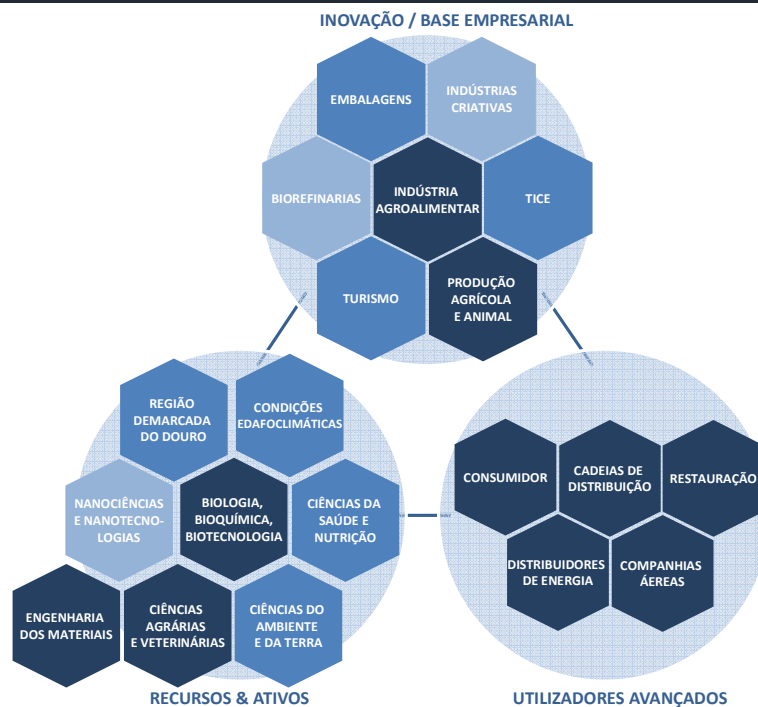 INOVAÇÃO / BASE EMPRESARIAL
EMBALAGENS
INDÚSTRIAS
CRIATIVAS
BIOREFINARIAS
INDÚSTRIA
AGROALIMENTAR
TICE
TURISMO
PRODUÇÃO
AGRÍCOLA
E ANIMAL
REGIÃO
DEMARCADA
DO DOURO
CONDIÇÕES
EDAFOCLIMÁTICAS
NANOCIÊNCIAS
E NANOTECNO-
LOGIAS
BIOLOGIA,
BIOQUÍMICA,
BIOTECNOLOGIA
CIÊNCIAS DA
SAÚDE E
NUTRIÇÃO
ENGENHARIA
DOS MATERIAIS
CIÊNCIAS
AGRÁRIAS
E VETERINÁRIAS
CIÊNCIAS DO
AMBIENTE
E DA TERRA
RECURSOS & ATIVOS
CONSUMIDOR
CADEIAS DE
DISTRIBUIÇÃO
RESTAURAÇÃO
DISTRIBUIDORES
DE ENERGIA
COMPANHIAS
ÁEREAS
UTILIZADORES AVANÇADOS